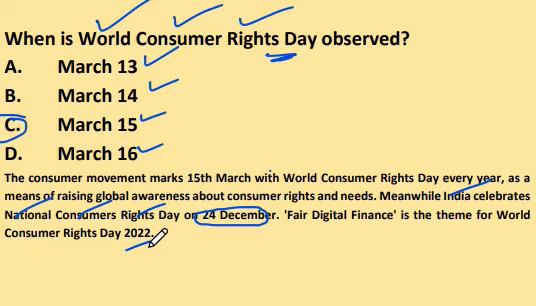 When is World Consumer Rights Day observed?
A. March 13
B. March 14
C. March 15
D. March 16
The consumer movement marks 15th March with World Consumer Rights Day every year, as a
means of raising global awareness about consumer rights and needs. Meanwhile India celebrates
National Consumers Rights Day on 24 December. 'Fair Digital Finance' is the theme for World
Consumer Rights Day 2022.